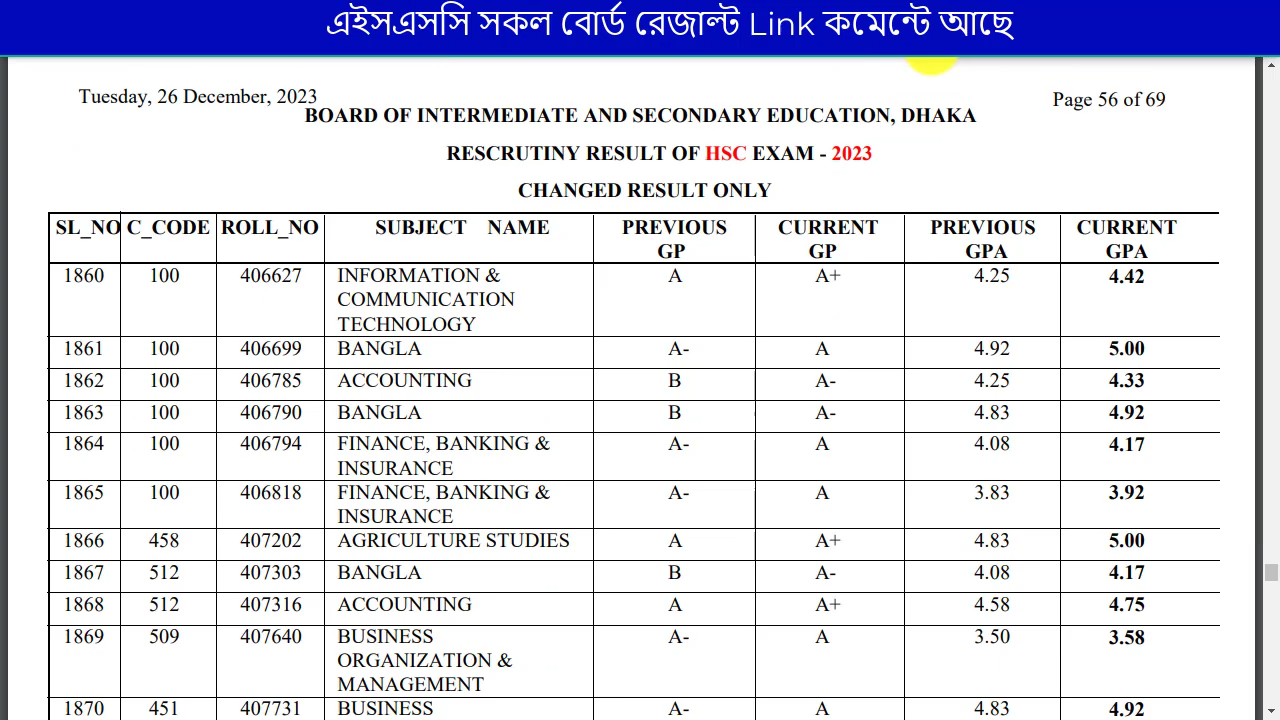 এইসএসসি সকল বোর্ড রেজাল্ট Link কমেন্টে আছে
Tuesday, 26 December, 2023
Page 56 of 69
BOARD OF INTERMEDIATE AND SECONDARY EDUCATION, DHAKA
RESCRUTINY RESULT OF HSC EXAM - 2023
CHANGED RESULT ONLY
SL_NO C_CODE ROLL_NO SUBJECT NAME PREVIOUS GP CURRENT GP PREVIOUS GPA CURRENT GPA
1860 100 406627 INFORMATION & COMMUNICATION TECHNOLOGY A A+ 4.25 4.42
1861 100 406699 BANGLA A- A 4.92 5.00
1862 100 406785 ACCOUNTING B A- 4.25 4.33
1863 100 406790 BANGLA B A- 4.83 4.92
1864 100 406794 FINANCE, BANKING & INSURANCE A- A 4.08 4.17
1865 100 406818 FINANCE, BANKING & INSURANCE A- A 3.83 3.92
1866 458 407202 AGRICULTURE STUDIES A A+ 4.83 5.00
1867 512 407303 BANGLA B A- 4.08 4.17
1868 512 407316 ACCOUNTING A A+ 4.58 4.75
1869 509 407640 BUSINESS ORGANIZATION & MANAGEMENT A- A 3.50 3.58
1870 451 407731 BUSINESS A- A 4.83 4.92